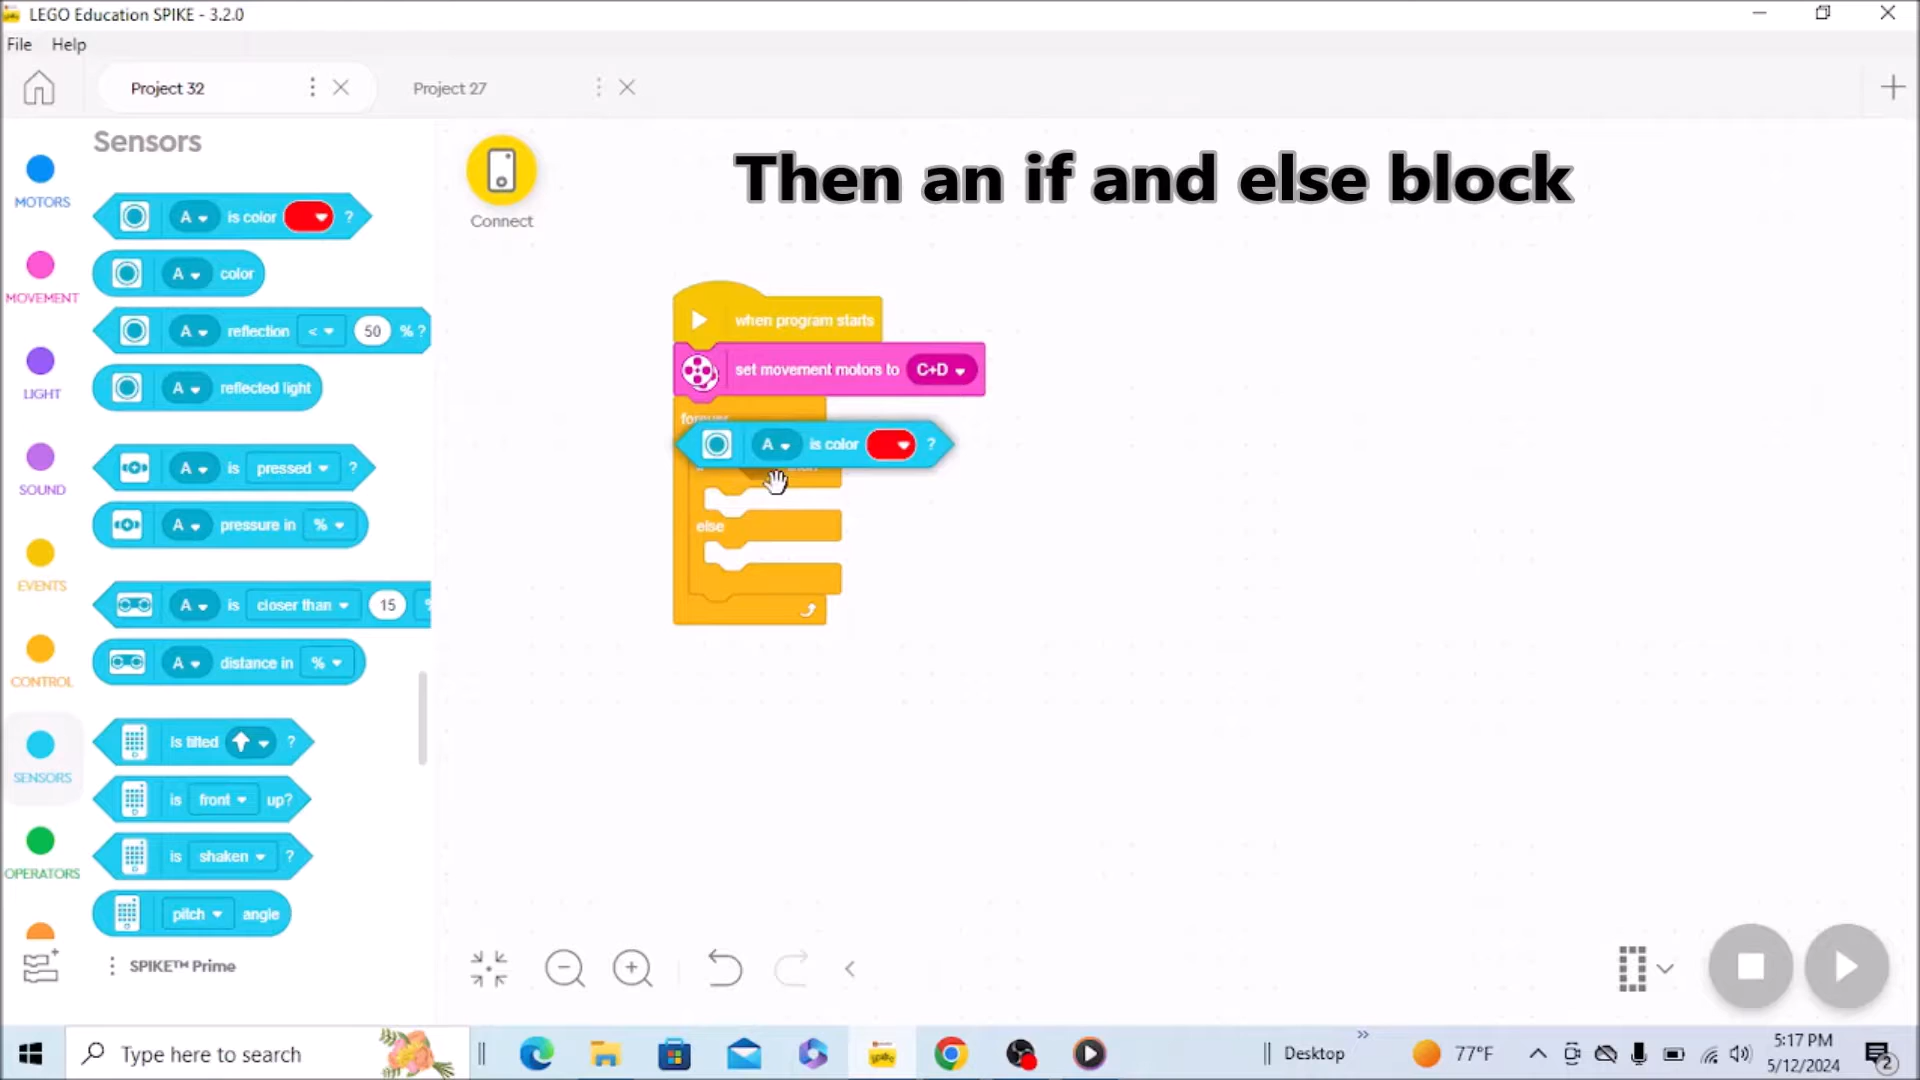 LEGO Education SPIKE - 3.2.0
File Help
Project 32
Project 27
Sensors
Then an if and else block
Connect
MOTORS
MOVEMENT
LIGHT
SOUND
EVENTS
CONTROL
SENSORS
OPERATORS
A is color ?
A color
A reflection < 50 % ?
A reflected light
A is pressed ?
A pressure in %
A is closer than 15
A distance in %
is tilted ?
is front up?
is shaken ?
pitch angle
SPIKE™ Prime
when program starts
set movement motors to C+D
A is color ?
else
Type here to search
spike
Desktop
77°F
5:17 PM
5/12/2024
2